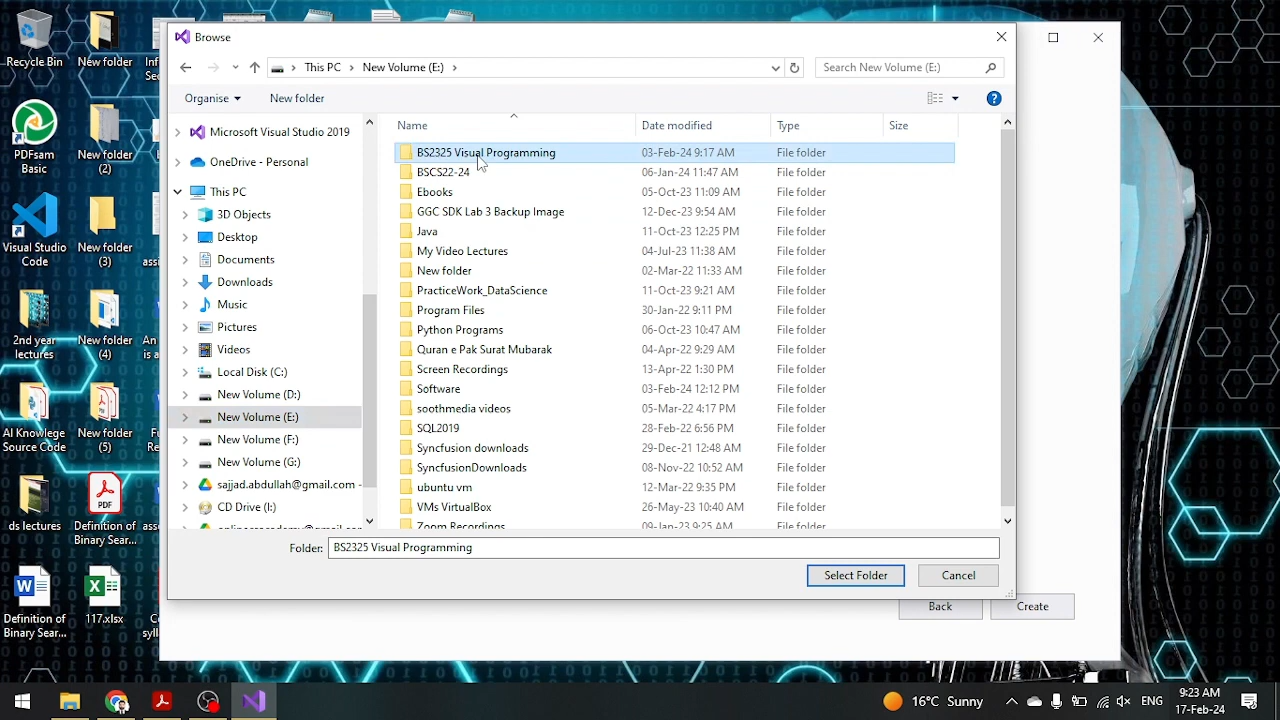 Browse
This PC
New Volume (E:)
Search New Volume (E:)
Organise
New folder
Microsoft Visual Studio 2019
OneDrive - Personal
This PC
3D Objects
Desktop
Documents
Downloads
Music
Pictures
Videos
Local Disk (C:)
New Volume (D:)
New Volume (E:)
New Volume (F:)
New Volume (G:)
sajjad.abdullah@gmail.com -
CD Drive (I:)
Name Date modified Type Size
BS2325 Visual Programming 03-Feb-24 9:17 AM File folder
BSCS22-24 06-Jan-24 11:47 AM File folder
Ebooks 05-Oct-23 11:09 AM File folder
GGC SDK Lab 3 Backup Image 12-Dec-23 9:54 AM File folder
Java 11-Oct-23 12:25 PM File folder
My Video Lectures 04-Jul-23 11:38 AM File folder
New folder 02-Mar-22 11:33 AM File folder
PracticeWork_DataScience 11-Oct-23 9:21 AM File folder
Program Files 30-Jan-22 9:11 PM File folder
Python Programs 06-Oct-23 10:47 AM File folder
Quran e Pak Surat Mubarak 04-Apr-22 9:29 AM File folder
Screen Recordings 13-Apr-22 1:30 PM File folder
Software 03-Feb-24 12:12 PM File folder
soothmedia videos 05-Mar-22 4:17 PM File folder
SQL2019 28-Feb-22 6:56 PM File folder
Syncfusion downloads 29-Dec-21 12:48 AM File folder
SyncfusionDownloads 08-Nov-22 10:52 AM File folder
ubuntu vm 12-Mar-22 9:35 PM File folder
VMs VirtualBox 26-May-23 10:40 AM File folder
Zoom Recordings 09-Jan-23 9:25 AM File folder
Folder: BS2325 Visual Programming
Select Folder
Cancel
Back
Create
Recycle Bin
New folder
PDFsam
Basic
New folder
(2)
Visual Studio
Code
New folder
(3)
2nd year
lectures
New folder
(4)
AI Knowlege
Source Code
New folder
(5)
ds lectures
PDF
Definition of
Binary Sear...
Definition of
Binary Sear...
117.xlsx
16°C Sunny
ENG
9:23 AM
17-Feb-24